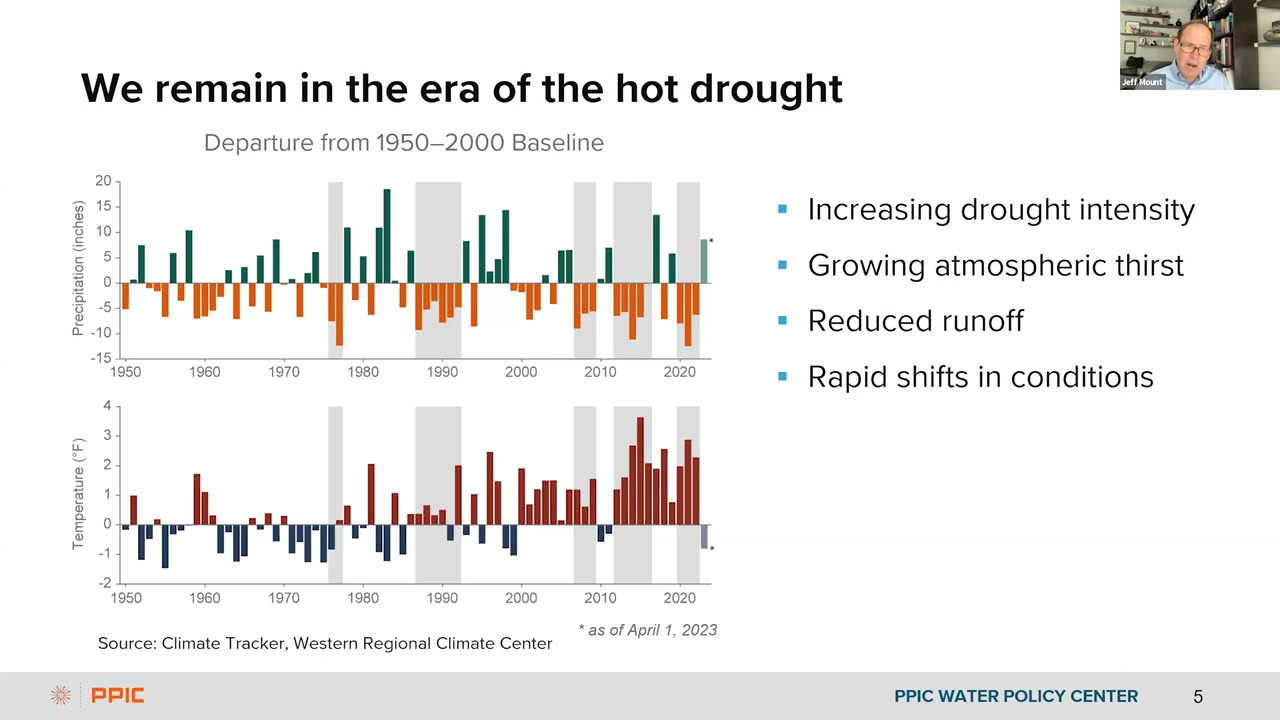 Jeff Mount
We remain in the era of the hot drought
Departure from 1950–2000 Baseline
Precipitation (inches)
20
15
10
5
0
-5
-10
-15
*
1950 1960 1970 1980 1990 2000 2010 2020
Temperature (°F)
4
3
2
1
0
-1
-2
*
1950 1960 1970 1980 1990 2000 2010 2020
* as of April 1, 2023
Source: Climate Tracker, Western Regional Climate Center
Increasing drought intensity
Growing atmospheric thirst
Reduced runoff
Rapid shifts in conditions
PPIC
PPIC WATER POLICY CENTER
5